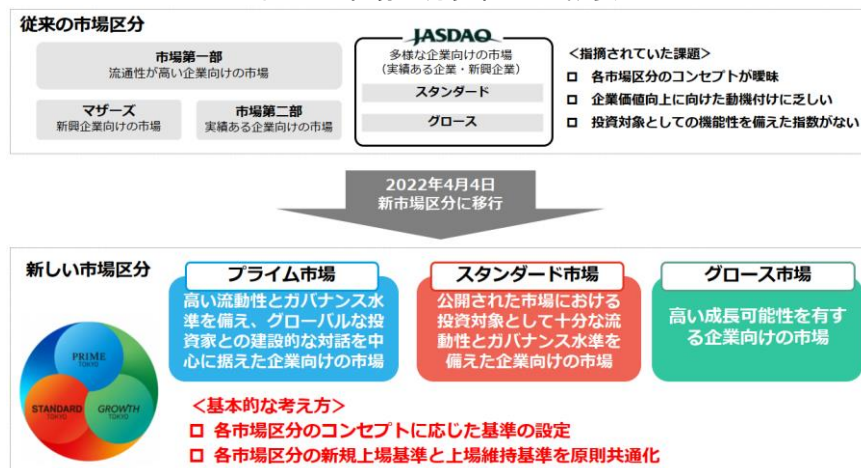 従来の市場区分
市場第一部
流通性が高い企業向けの市場
マザーズ
新興企業向けの市場
市場第二部
実績ある企業向けの市場
JASDAQ
多様な企業向けの市場
（実績ある企業・新興企業）
スタンダード
グロース
＜指摘されていた課題＞
□ 各市場区分のコンセプトが曖昧
□ 企業価値向上に向けた動機付けに乏しい
□ 投資対象としての機能性を備えた指数がない
2022年4月4日
新市場区分に移行
新しい市場区分
PRIME
TOKYO
STANDARD
TOKYO
GROWTH
TOKYO
プライム市場
高い流動性とガバナンス水
準を備え、グローバルな投
資家との建設的な対話を中
心に据えた企業向けの市場
スタンダード市場
公開された市場における
投資対象として十分な流
動性とガバナンス水準を
備えた企業向けの市場
グロース市場
高い成長可能性を有す
る企業向けの市場
＜基本的な考え方＞
□ 各市場区分のコンセプトに応じた基準の設定
□ 各市場区分の新規上場基準と上場維持基準を原則共通化